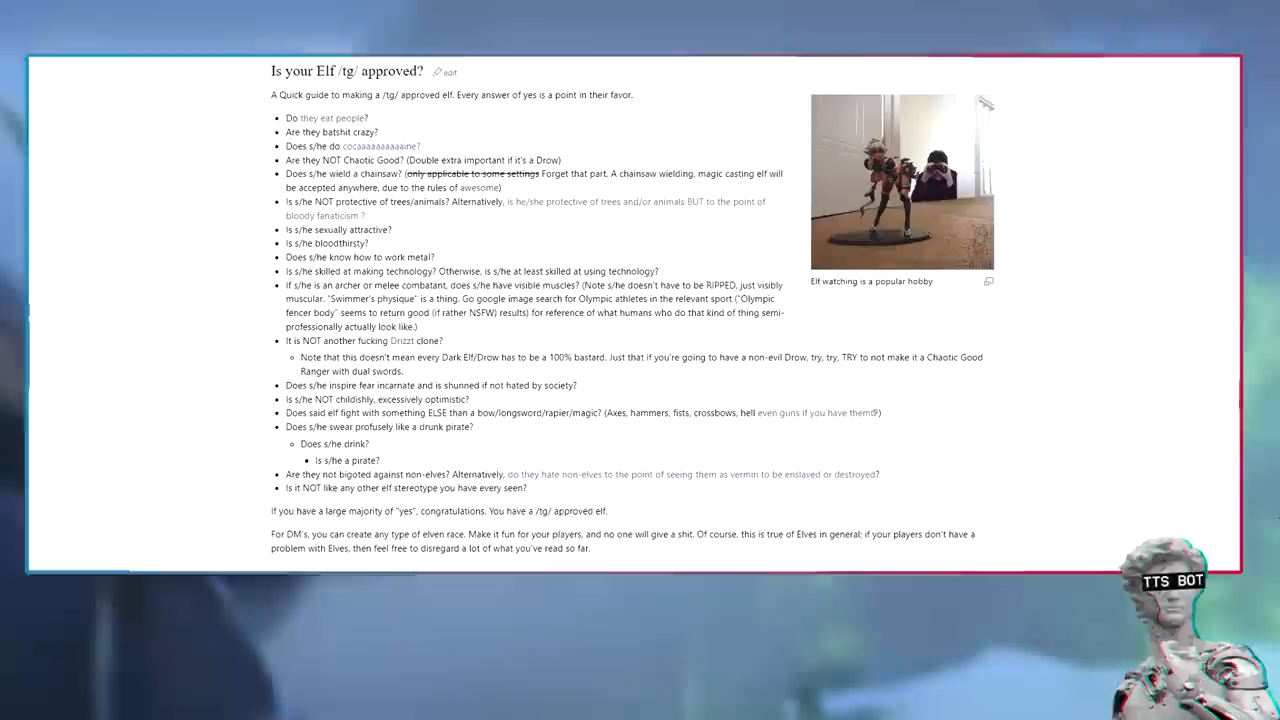 Is your Elf /tg/ approved? edit
A Quick guide to making a /tg/ approved elf. Every answer of yes is a point in their favor.
Do they eat people?
Are they batshit crazy?
Does s/he do cocaaaaaaaaaine?
Are they NOT Chaotic Good? (Double extra important if it's a Drow)
Does s/he wield a chainsaw? (only applicable to some settings Forget that part. A chainsaw wielding, magic casting elf will
be accepted anywhere, due to the rules of awesome)
Is s/he NOT protective of trees/animals? Alternatively, is he/she protective of trees and/or animals BUT to the point of
bloody fanaticism ?
Is s/he sexually attractive?
Is s/he bloodthirsty?
Does s/he know how to work metal?
Is s/he skilled at making technology? Otherwise, is s/he at least skilled at using technology?
If s/he is an archer or melee combatant, does s/he have visible muscles? (Note s/he doesn't have to be RIPPED, just visibly
muscular. "Swimmer's physique" is a thing. Go google image search for Olympic athletes in the relevant sport ("Olympic
fencer body" seems to return good (if rather NSFW) results) for reference of what humans who do that kind of thing semi-
professionally actually look like.)
It is NOT another fucking Drizzt clone?
Note that this doesn't mean every Dark Elf/Drow has to be a 100% bastard. Just that if you're going to have a non-evil Drow, try, try, TRY to not make it a Chaotic Good
Ranger with dual swords.
Does s/he inspire fear incarnate and is shunned if not hated by society?
Is s/he NOT childishly, excessively optimistic?
Does said elf fight with something ELSE than a bow/longsword/rapier/magic? (Axes, hammers, fists, crossbows, hell even guns if you have them)
Does s/he swear profusely like a drunk pirate?
Does s/he drink?
Is s/he a pirate?
Are they not bigoted against non-elves? Alternatively, do they hate non-elves to the point of seeing them as vermin to be enslaved or destroyed?
Is it NOT like any other elf stereotype you have every seen?
If you have a large majority of "yes", congratulations. You have a /tg/ approved elf.
For DM's, you can create any type of elven race. Make it fun for your players, and no one will give a shit. Of course, this is true of Elves in general; if your players don't have a
problem with Elves, then feel free to disregard a lot of what you've read so far.
Elf watching is a popular hobby
TTS BOT